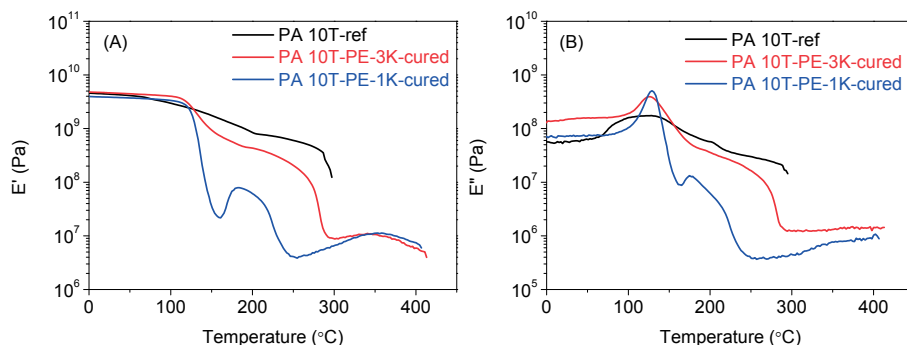 (A)
PA 10T-ref
PA 10T-PE-3K-cured
PA 10T-PE-1K-cured
10¹¹
10¹⁰
10⁹
10⁸
10⁷
10⁶
E' (Pa)
0 100 200 300 400
Temperature (°C)
(B)
PA 10T-ref
PA 10T-PE-3K-cured
PA 10T-PE-1K-cured
10¹⁰
10⁹
10⁸
10⁷
10⁶
10⁵
E'' (Pa)
0 100 200 300 400
Temperature (°C)